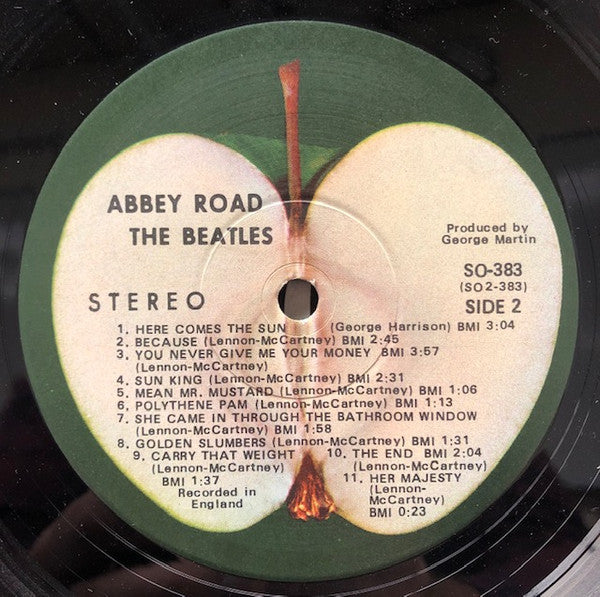 ABBEY ROAD
THE BEATLES
Produced by
George Martin
STEREO
SO-383
(SO2-383)
SIDE 2
1. HERE COMES THE SUN (George Harrison) BMI 3:04
2. BECAUSE (Lennon-McCartney) BMI 2:45
3. YOU NEVER GIVE ME YOUR MONEY BMI 3:57
(Lennon-McCartney)
4. SUN KING (Lennon-McCartney) BMI 2:31
5. MEAN MR. MUSTARD (Lennon-McCartney) BMI 1:06
6. POLYTHENE PAM (Lennon-McCartney) BMI 1:13
7. SHE CAME IN THROUGH THE BATHROOM WINDOW
(Lennon-McCartney) BMI 1:58
8. GOLDEN SLUMBERS (Lennon-McCartney) BMI 1:31
9. CARRY THAT WEIGHT
(Lennon-McCartney)
BMI 1:37
Recorded in
England
10. THE END BMI 2:04
(Lennon-McCartney)
11. HER MAJESTY
(Lennon-
McCartney)
BMI 0:23